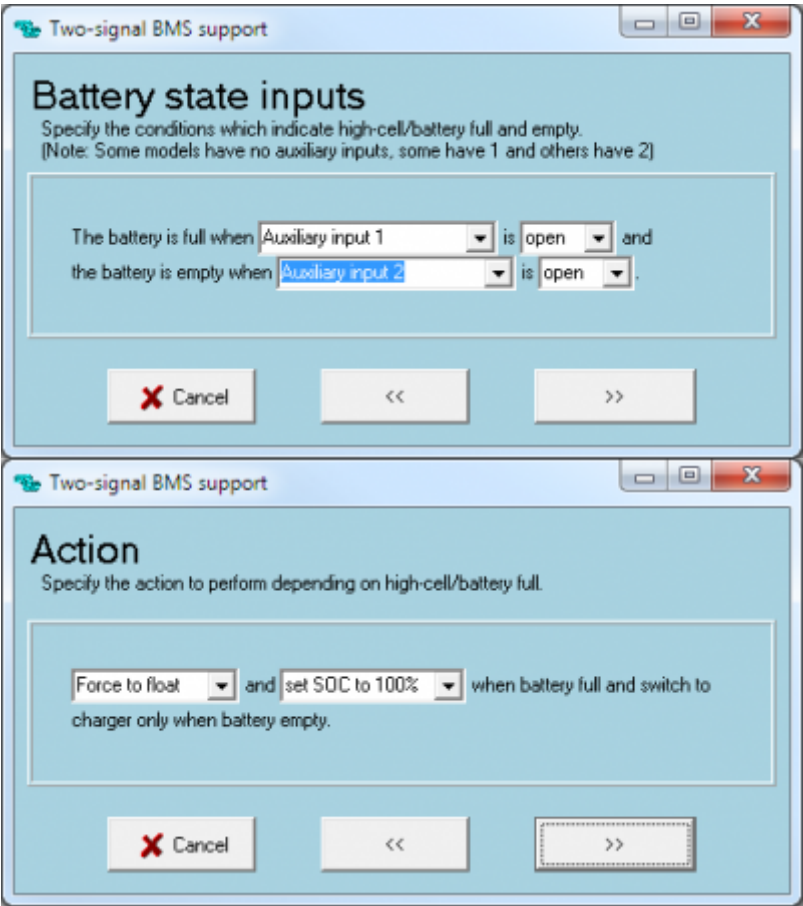 Two-signal BMS support
Battery state inputs
Specify the conditions which indicate high-cell/battery full and empty.
(Note: Some models have no auxiliary inputs, some have 1 and others have 2)
The battery is full when Auxiliary input 1 is open and
the battery is empty when Auxiliary input 2 is open .
Cancel << >>
Two-signal BMS support
Action
Specify the action to perform depending on high-cell/battery full.
Force to float and set SOC to 100% when battery full and switch to
charger only when battery empty.
Cancel << >>